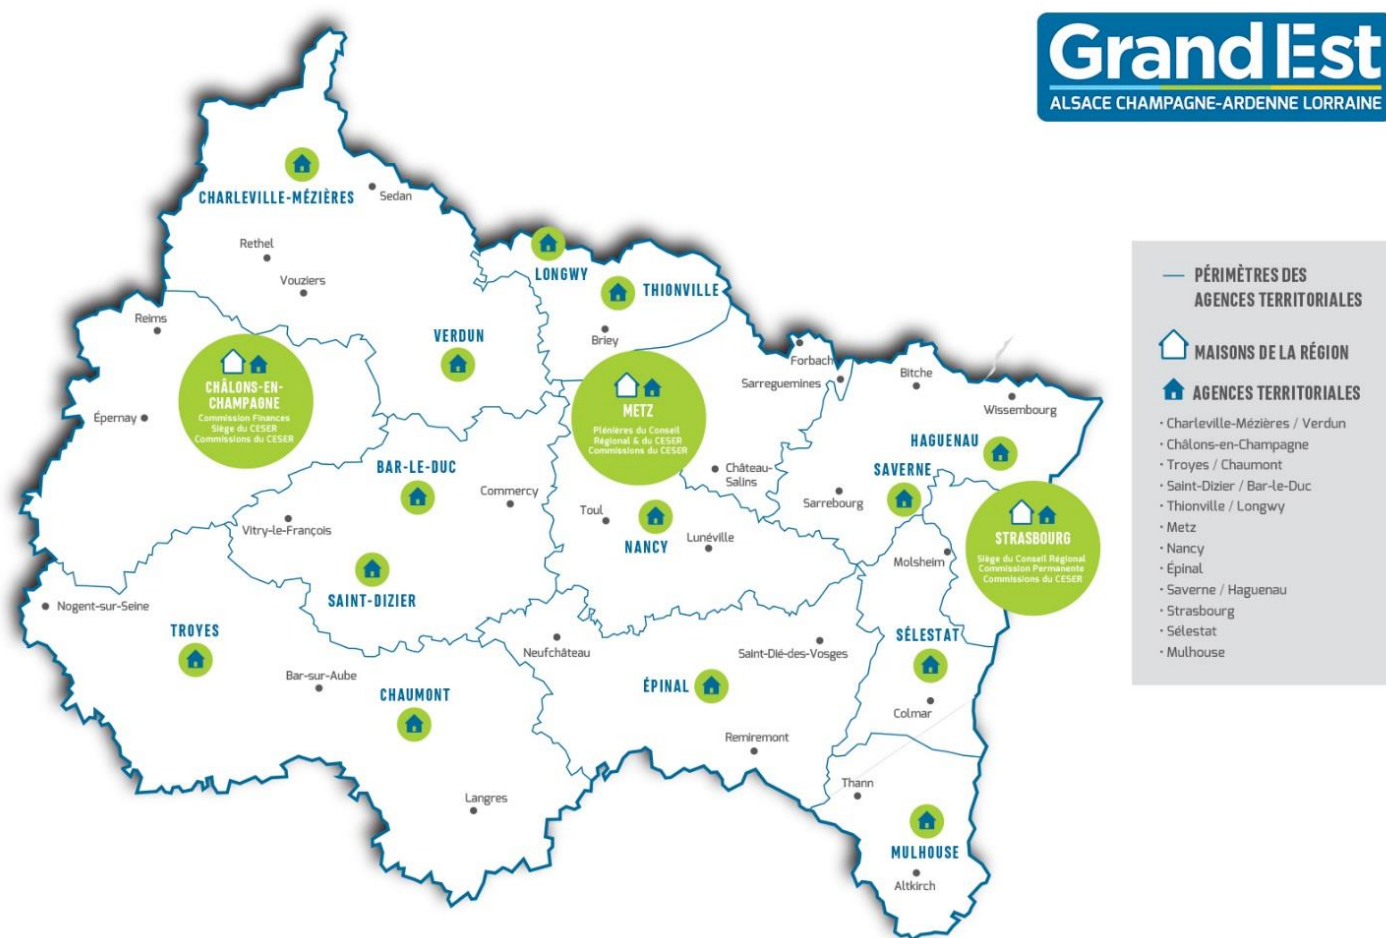 Grand Est
ALSACE CHAMPAGNE-ARDENNE LORRAINE
CHARLEVILLE-MÉZIÈRES
Sedan
Rethel
Vouziers
LONGWY
THIONVILLE
Reims
VERDUN
Briey
Forbach
Sarreguemines
Bitche
Wissembourg
CHÂLONS-EN-
CHAMPAGNE
Commission Finances
Siège du CESER
Commissions du CESER
Épernay
METZ
Plénières du Conseil
Régional & du CESER
Commissions du CESER
HAGUENAU
BAR-LE-DUC
Château-
Salins
SAVERNE
Commercy
Sarrebourg
Vitry-le-François
Toul
NANCY
Lunéville
STRASBOURG
Siège du Conseil Régional
Commission Permanente
Commissions du CESER
Molsheim
SAINT-DIZIER
Nogent-sur-Seine
TROYES
Neufchâteau
Saint-Dié-des-Vosges
SÉLESTAT
Bar-sur-Aube
CHAUMONT
ÉPINAL
Colmar
Remiremont
Thann
Langres
MULHOUSE
Altkirch
PÉRIMÈTRES DES
AGENCES TERRITORIALES
MAISONS DE LA RÉGION
AGENCES TERRITORIALES
· Charleville-Mézières / Verdun
· Châlons-en-Champagne
· Troyes / Chaumont
· Saint-Dizier / Bar-le-Duc
· Thionville / Longwy
· Metz
· Nancy
· Épinal
· Saverne / Haguenau
· Strasbourg
· Sélestat
· Mulhouse